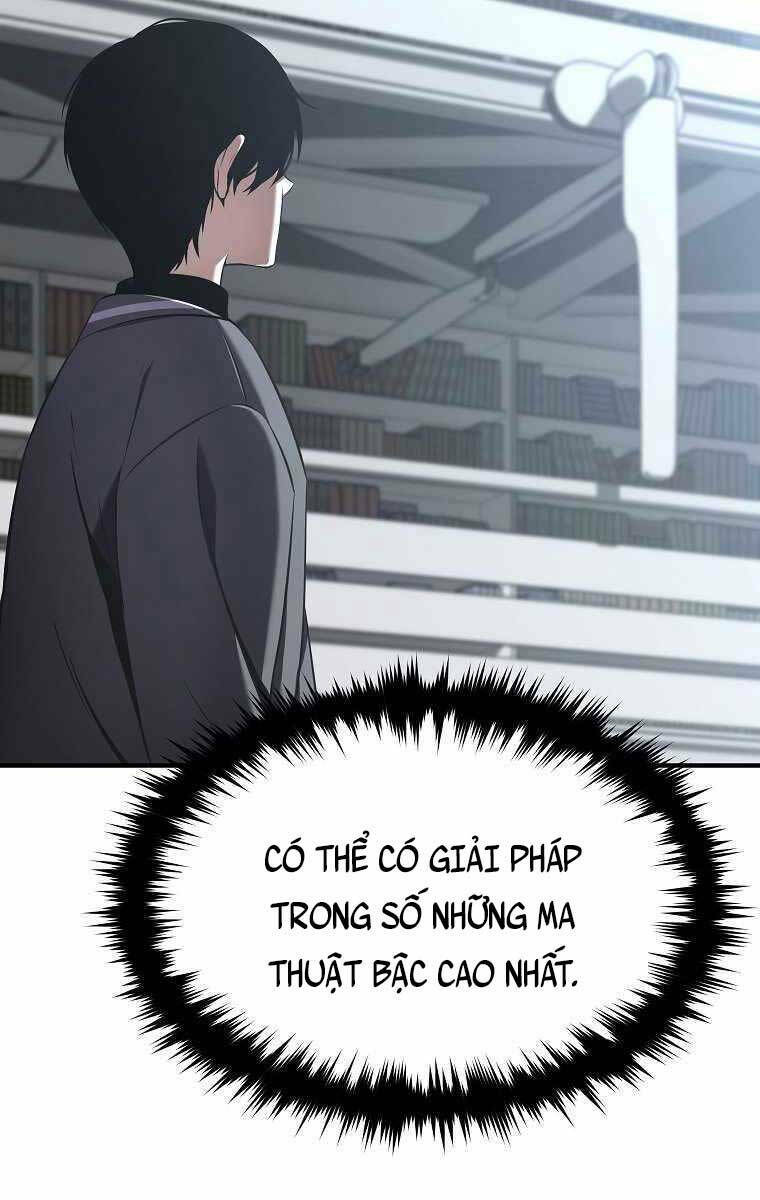 CÓ THỂ CÓ GIẢI PHÁP
TRONG SỐ NHỮNG MA
THUẬT BẬC CAO NHẤT.